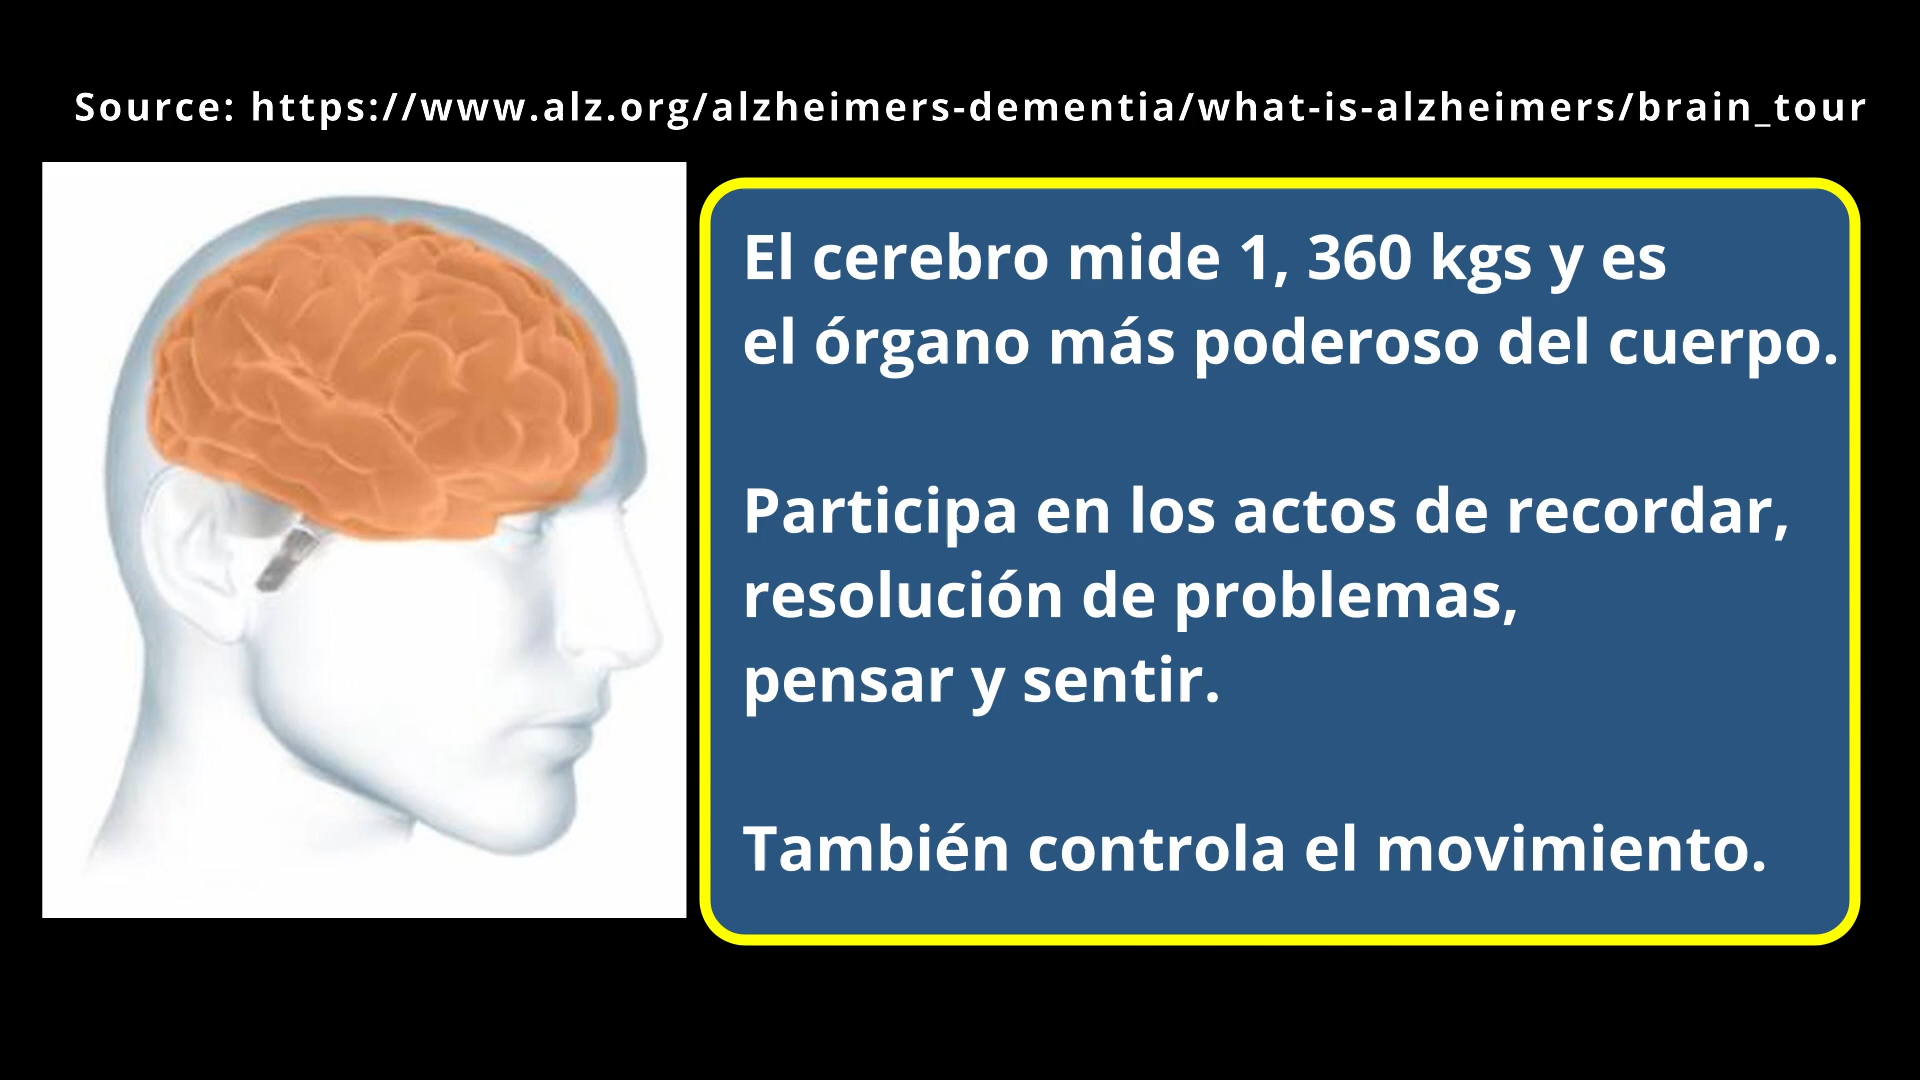 Source: https://www.alz.org/alzheimers-dementia/what-is-alzheimers/brain_tour
El cerebro mide 1, 360 kgs y es
el órgano más poderoso del cuerpo.
Participa en los actos de recordar,
resolución de problemas,
pensar y sentir.
También controla el movimiento.